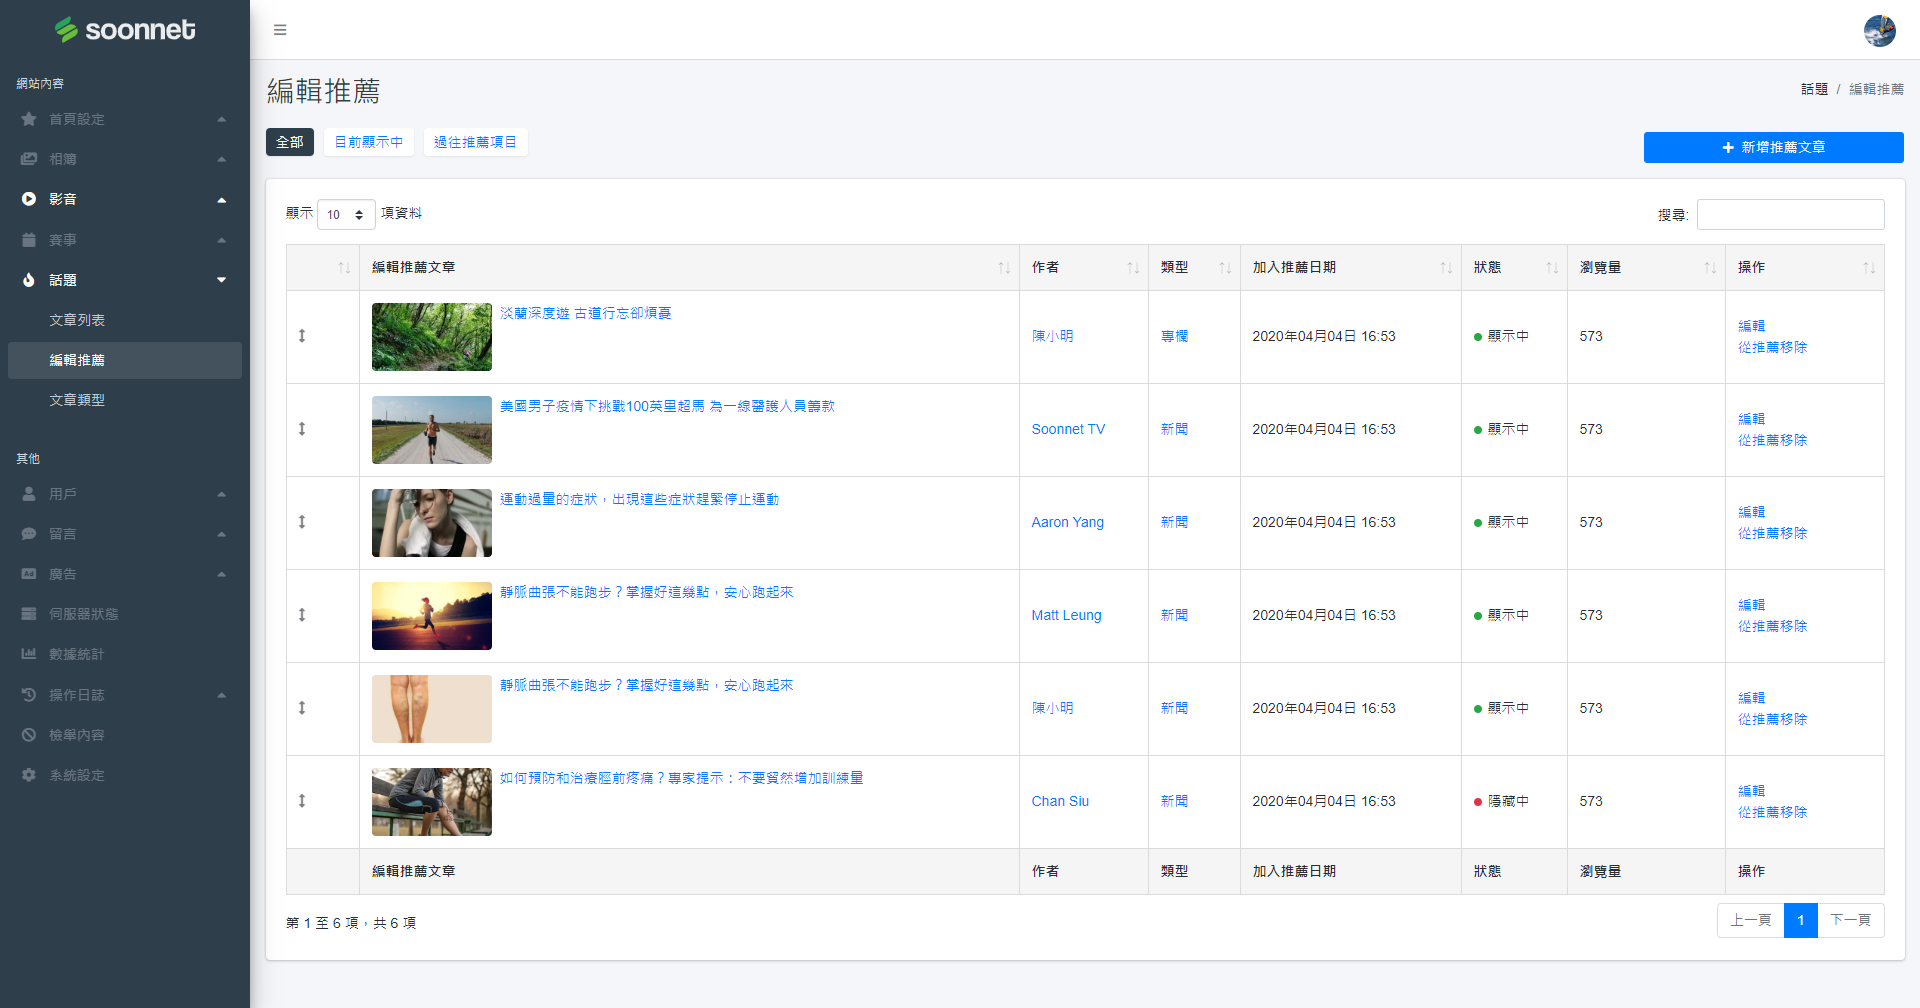 soonnet
網站內容
首頁設定
相簿
影音
賽事
話題
文章列表
編輯推薦
文章類型
其他
用戶
留言
廣告
伺服器狀態
數據統計
操作日誌
檢舉內容
系統設定
編輯推薦
話題 / 編輯推薦
全部 目前顯示中 過往推薦項目
新增推薦文章
顯示 10 項資料
搜尋:
編輯推薦文章 作者 類型 加入推薦日期 狀態 瀏覽量 操作
淡蘭深度遊 古道行忘卻煩憂 陳小明 專欄 2020年04月04日 16:53 顯示中 573 編輯
從推薦移除
美國男子疫情下挑戰100英里超馬 為一線醫護人員籌款 Soonnet TV 新聞 2020年04月04日 16:53 顯示中 573 編輯
從推薦移除
運動過量的症狀，出現這些症狀趕緊停止運動 Aaron Yang 新聞 2020年04月04日 16:53 顯示中 573 編輯
從推薦移除
靜脈曲張不能跑步？掌握好這幾點，安心跑起來 Matt Leung 新聞 2020年04月04日 16:53 顯示中 573 編輯
從推薦移除
靜脈曲張不能跑步？掌握好這幾點，安心跑起來 陳小明 新聞 2020年04月04日 16:53 顯示中 573 編輯
從推薦移除
如何預防和治療脛前疼痛？專家提示：不要貿然增加訓練量 Chan Siu 新聞 2020年04月04日 16:53 隱藏中 573 編輯
從推薦移除
編輯推薦文章 作者 類型 加入推薦日期 狀態 瀏覽量 操作
第 1 至 6 項，共 6 項
上一頁 1 下一頁